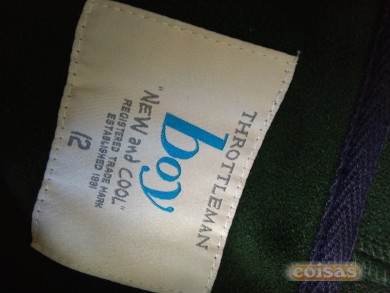 THROTTLEMAN
boy
"NEW and COOL"
REGISTERED TRADE MARK
ESTABLISHED 1991
12
coisas